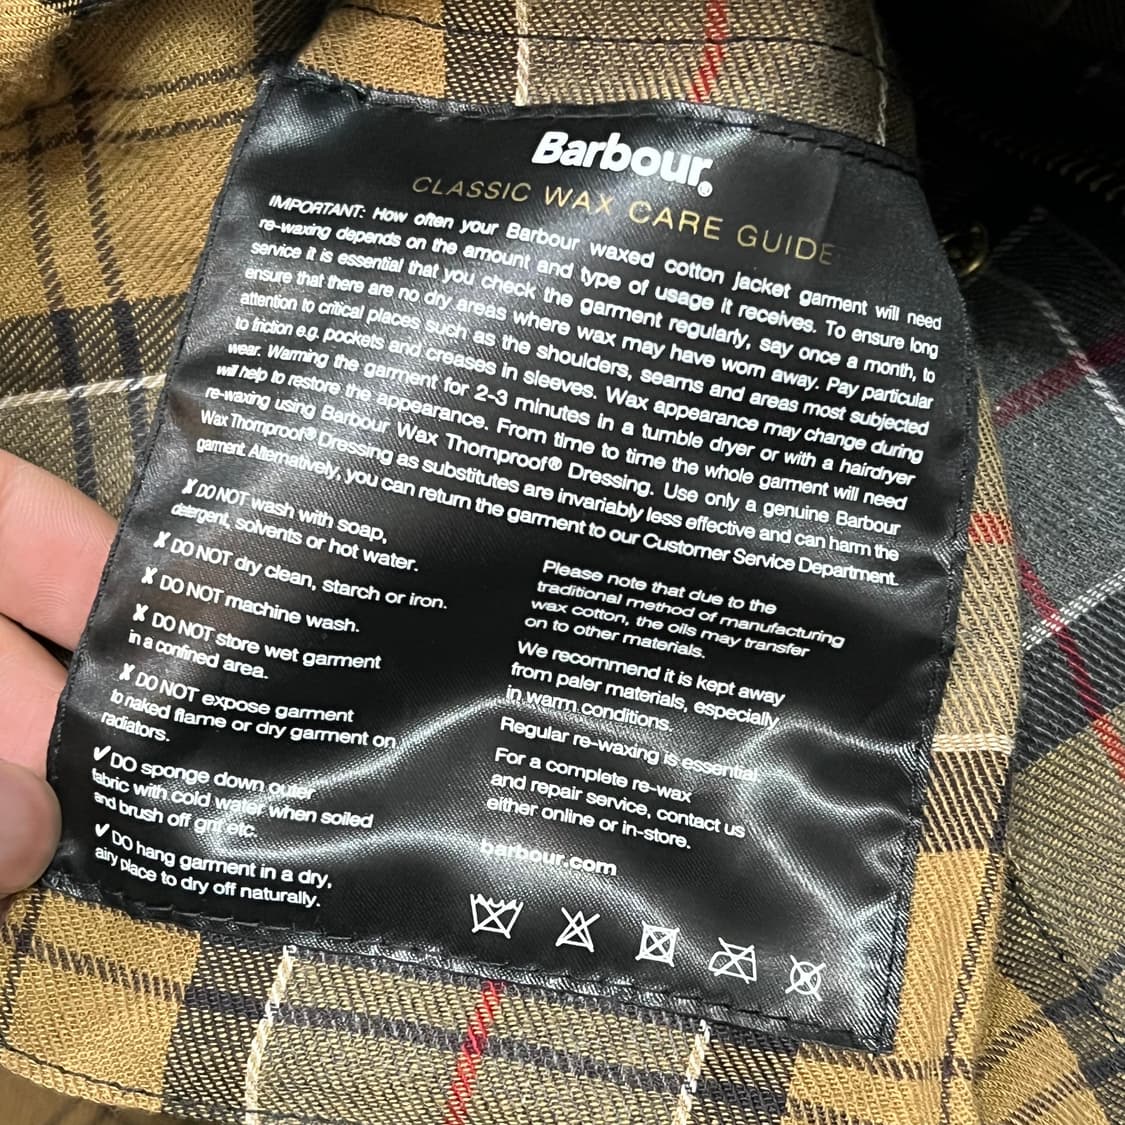 Barbour®
CLASSIC WAX CARE GUIDE
IMPORTANT: How often your Barbour waxed cotton jacket garment will need
re-waxing depends on the amount and type of usage it receives. To ensure long
service it is essential that you check the garment regularly, say once a month, to
ensure that there are no dry areas where wax may have worn away. Pay particular
attention to critical places such as the shoulders, seams and areas most subjected
to friction e.g. pockets and creases in sleeves. Wax appearance may change during
wear. Warming the garment for 2-3 minutes in a tumble dryer or with a hairdryer
will help to restore the appearance. From time to time the whole garment will need
re-waxing using Barbour Wax Thornproof® Dressing. Use only a genuine Barbour
Wax Thornproof® Dressing as substitutes are invariably less effective and can harm the
garment. Alternatively, you can return the garment to our Customer Service Department.
✘ DO NOT wash with soap,
detergent, solvents or hot water.
✘ DO NOT dry clean, starch or iron.
✘ DO NOT machine wash.
✘ DO NOT store wet garment
in a confined area.
✘ DO NOT expose garment
to naked flame or dry garment on
radiators.
✔ DO sponge down outer
fabric with cold water when soiled
and brush off grit etc.
✔ DO hang garment in a dry,
airy place to dry off naturally.
Please note that due to the
traditional method of manufacturing
wax cotton, the oils may transfer
on to other materials.
We recommend it is kept away
from paler materials, especially
in warm conditions.
Regular re-waxing is essential
For a complete re-wax
and repair service, contact us
either online or in-store.
barbour.com